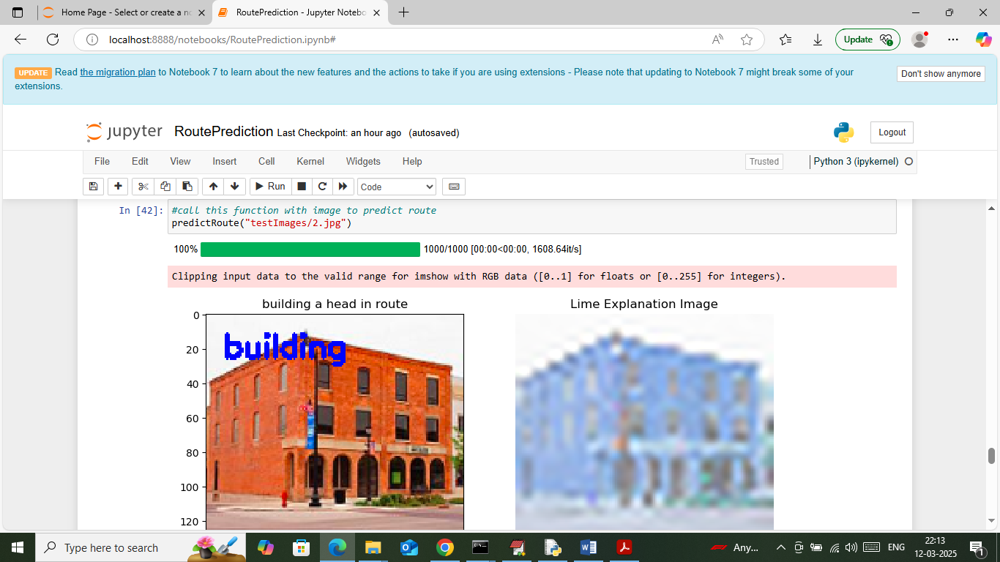 Home Page - Select or create a no
RoutePrediction - Jupyter Notebo
localhost:8888/notebooks/RoutePrediction.ipynb#
Update
UPDATE Read the migration plan to Notebook 7 to learn about the new features and the actions to take if you are using extensions - Please note that updating to Notebook 7 might break some of your
extensions.
Don't show anymore
jupyter RoutePrediction Last Checkpoint: an hour ago (autosaved)
Logout
File Edit View Insert Cell Kernel Widgets Help
Trusted
Python 3 (ipykernel)
Run
Code
In [42]: #call this function with image to predict route
predictRoute("testImages/2.jpg")
100% 1000/1000 [00:00<00:00, 1608.64it/s]
Clipping input data to the valid range for imshow with RGB data ([0..1] for floats or [0..255] for integers).
building a head in route
Lime Explanation Image
0
building
20
40
60
80
100
120
Type here to search
Any...
ENG
22:13
12-03-2025
1